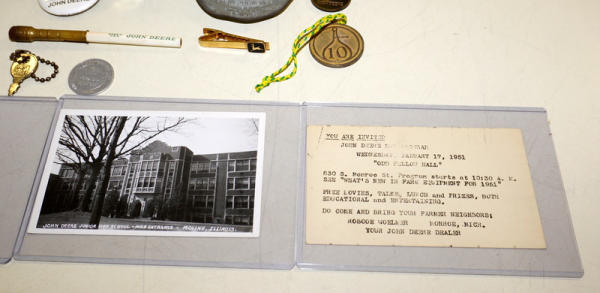 JOHN DEERE
JOHN DEERE
10
JOHN DEERE JUNIOR HIGH SCHOOL - MAIN ENTRANCE - MOLINE, ILLINOIS.
YOU ARE INVITED
JOHN DEERE DAY PROGRAM
WEDNESDAY, JANUARY 17, 1951
"ODD FELLOW HALL"
830 S. Monroe St. Program starts at 10:30 A. M.
SEE "WHAT'S NEW IN FARM EQUIPMENT FOR 1951"
FREE MOVIES, TALKS, LUNCH and PRIZES, BOTH
EDUCATIONAL and ENTERTAINING.
DO COME AND BRING YOUR FARMER NEIGHBORS:
MONROE, MICH.
YOUR JOHN DEERE DEALER